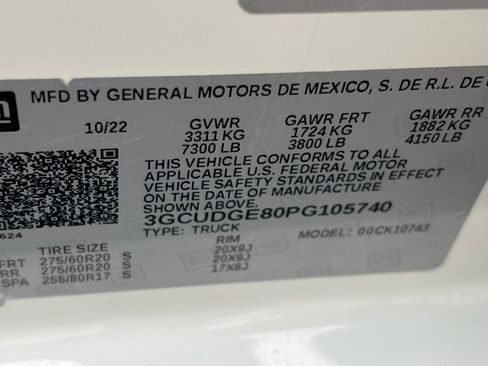 gm
MFD BY GENERAL MOTORS DE MEXICO, S. DE R.L. DE
10/22 GVWR GAWR FRT GAWR RR
3311 KG 1724 KG 1882 KG
7300 LB 3800 LB 4150 LB
THIS VEHICLE CONFORMS TO ALL
APPLICABLE U.S. FEDERAL MOTOR
VEHICLE SAFETY STANDARDS IN EFFECT
ON THE DATE OF MANUFACTURE
SHOWN ABOVE.
3GCUDGE80PG105740
TYPE: TRUCK MODEL: 00CK10743
624
TIRE SIZE RIM
FRT 275/60R20 S 20X9J
RR 275/60R20 S 20X9J
SPA 255/80R17 S 17X8J